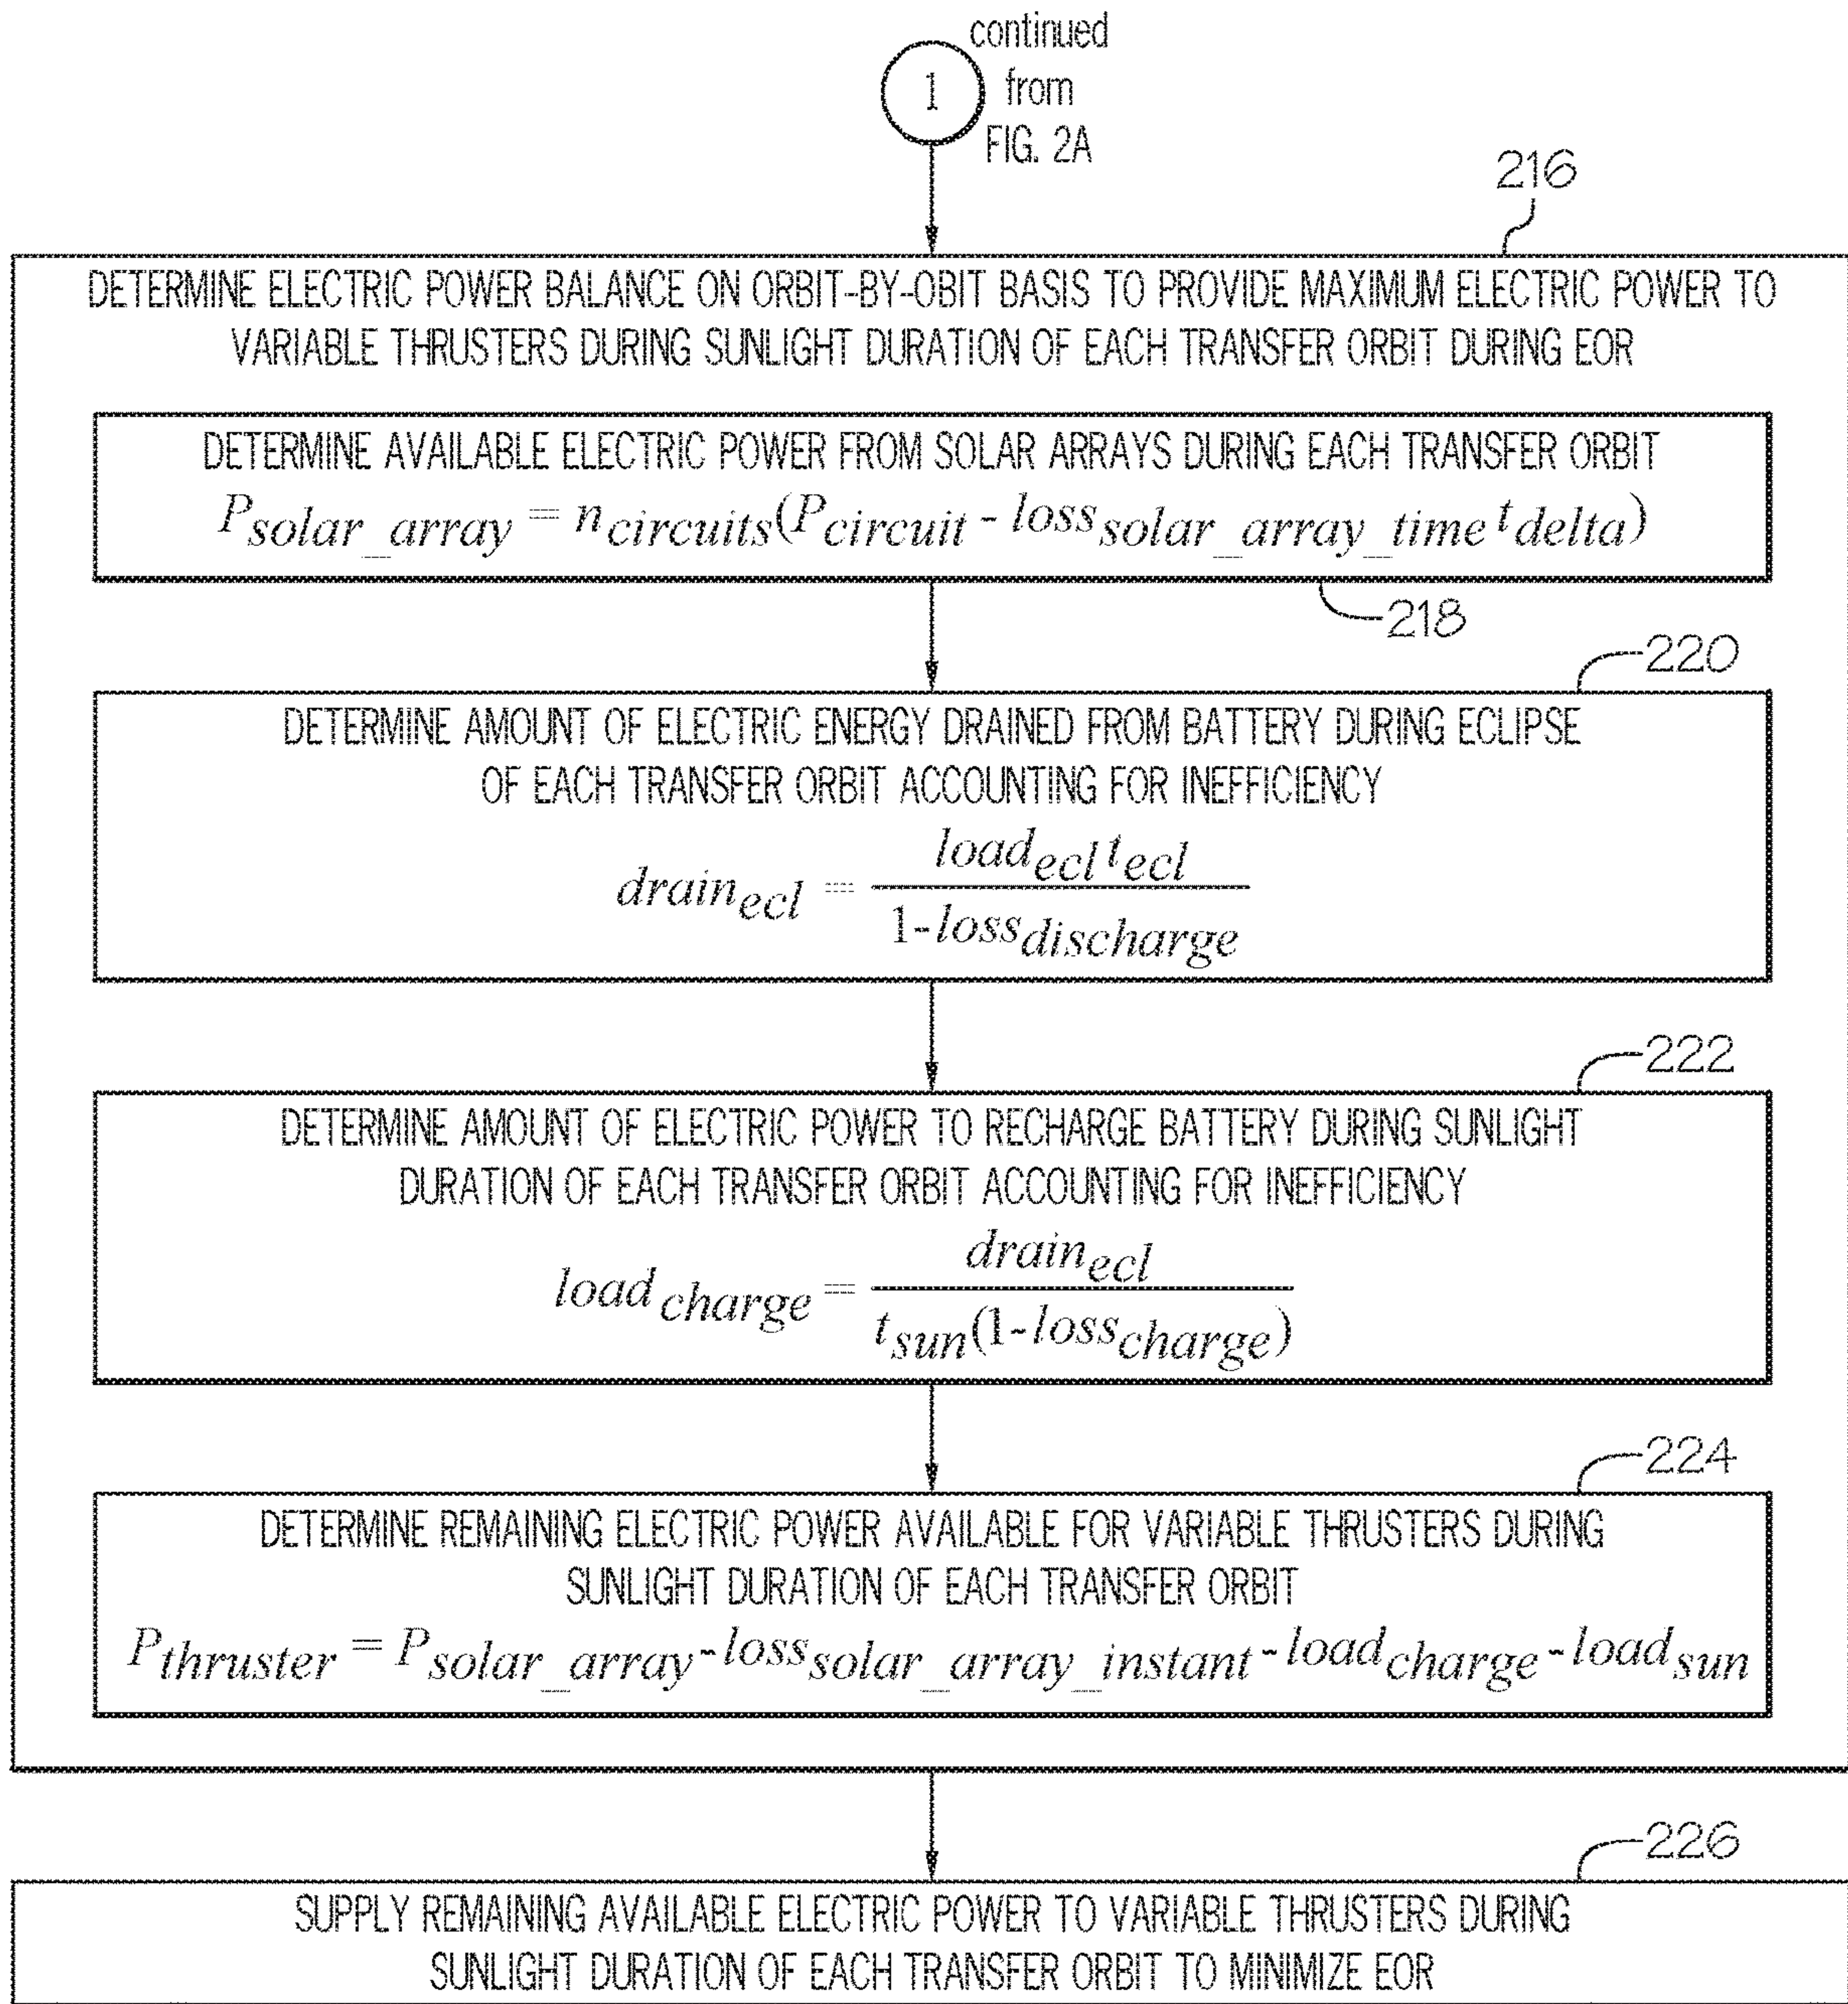 continued
1 from
FIG. 2A
216
DETERMINE ELECTRIC POWER BALANCE ON ORBIT-BY-OBIT BASIS TO PROVIDE MAXIMUM ELECTRIC POWER TO
VARIABLE THRUSTERS DURING SUNLIGHT DURATION OF EACH TRANSFER ORBIT DURING EOR
DETERMINE AVAILABLE ELECTRIC POWER FROM SOLAR ARRAYS DURING EACH TRANSFER ORBIT
P_solar_array = n_circuits(P_circuit - loss_solar_array_time t_delta)
218
220
DETERMINE AMOUNT OF ELECTRIC ENERGY DRAINED FROM BATTERY DURING ECLIPSE
OF EACH TRANSFER ORBIT ACCOUNTING FOR INEFFICIENCY
drain_ecl = load_ecl t_ecl / 1-loss_discharge
222
DETERMINE AMOUNT OF ELECTRIC POWER TO RECHARGE BATTERY DURING SUNLIGHT
DURATION OF EACH TRANSFER ORBIT ACCOUNTING FOR INEFFICIENCY
load_charge = drain_ecl / t_sun(1-loss_charge)
224
DETERMINE REMAINING ELECTRIC POWER AVAILABLE FOR VARIABLE THRUSTERS DURING
SUNLIGHT DURATION OF EACH TRANSFER ORBIT
P_thruster = P_solar_array-loss_solar_array_instant-load_charge-load_sun
226
SUPPLY REMAINING AVAILABLE ELECTRIC POWER TO VARIABLE THRUSTERS DURING
SUNLIGHT DURATION OF EACH TRANSFER ORBIT TO MINIMIZE EOR